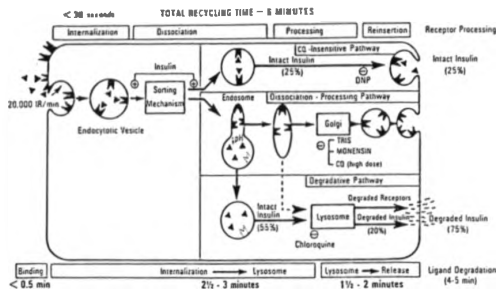 < 30 seconds
TOTAL RECYCLING TIME – 6 MINUTES
Internalization
Dissociation
Processing
Reinsertion
Receptor Processing
CQ-Insensitive Pathway
Insulin
Intact Insulin
(25%)
DNP
Intact Insulin
(25%)
20,000 IR/min
Sorting
Mechanism
Endosome
Dissociation - Processing Pathway
Endocytotic Vesicle
Golgi
TRIS
MONENSIN
CQ (high dose)
Degradative Pathway
Intact
Insulin
(55%)
Lysosome
Degraded Receptors
Degraded Insulin
(20%)
Degraded Insulin
75%
Chloroquine
Binding
Internalization
Lysosome
Lysosome
Release
Ligand Degradation
(4-5 min)
< 0.5 min
2½ - 3 minutes
1½ - 2 minutes